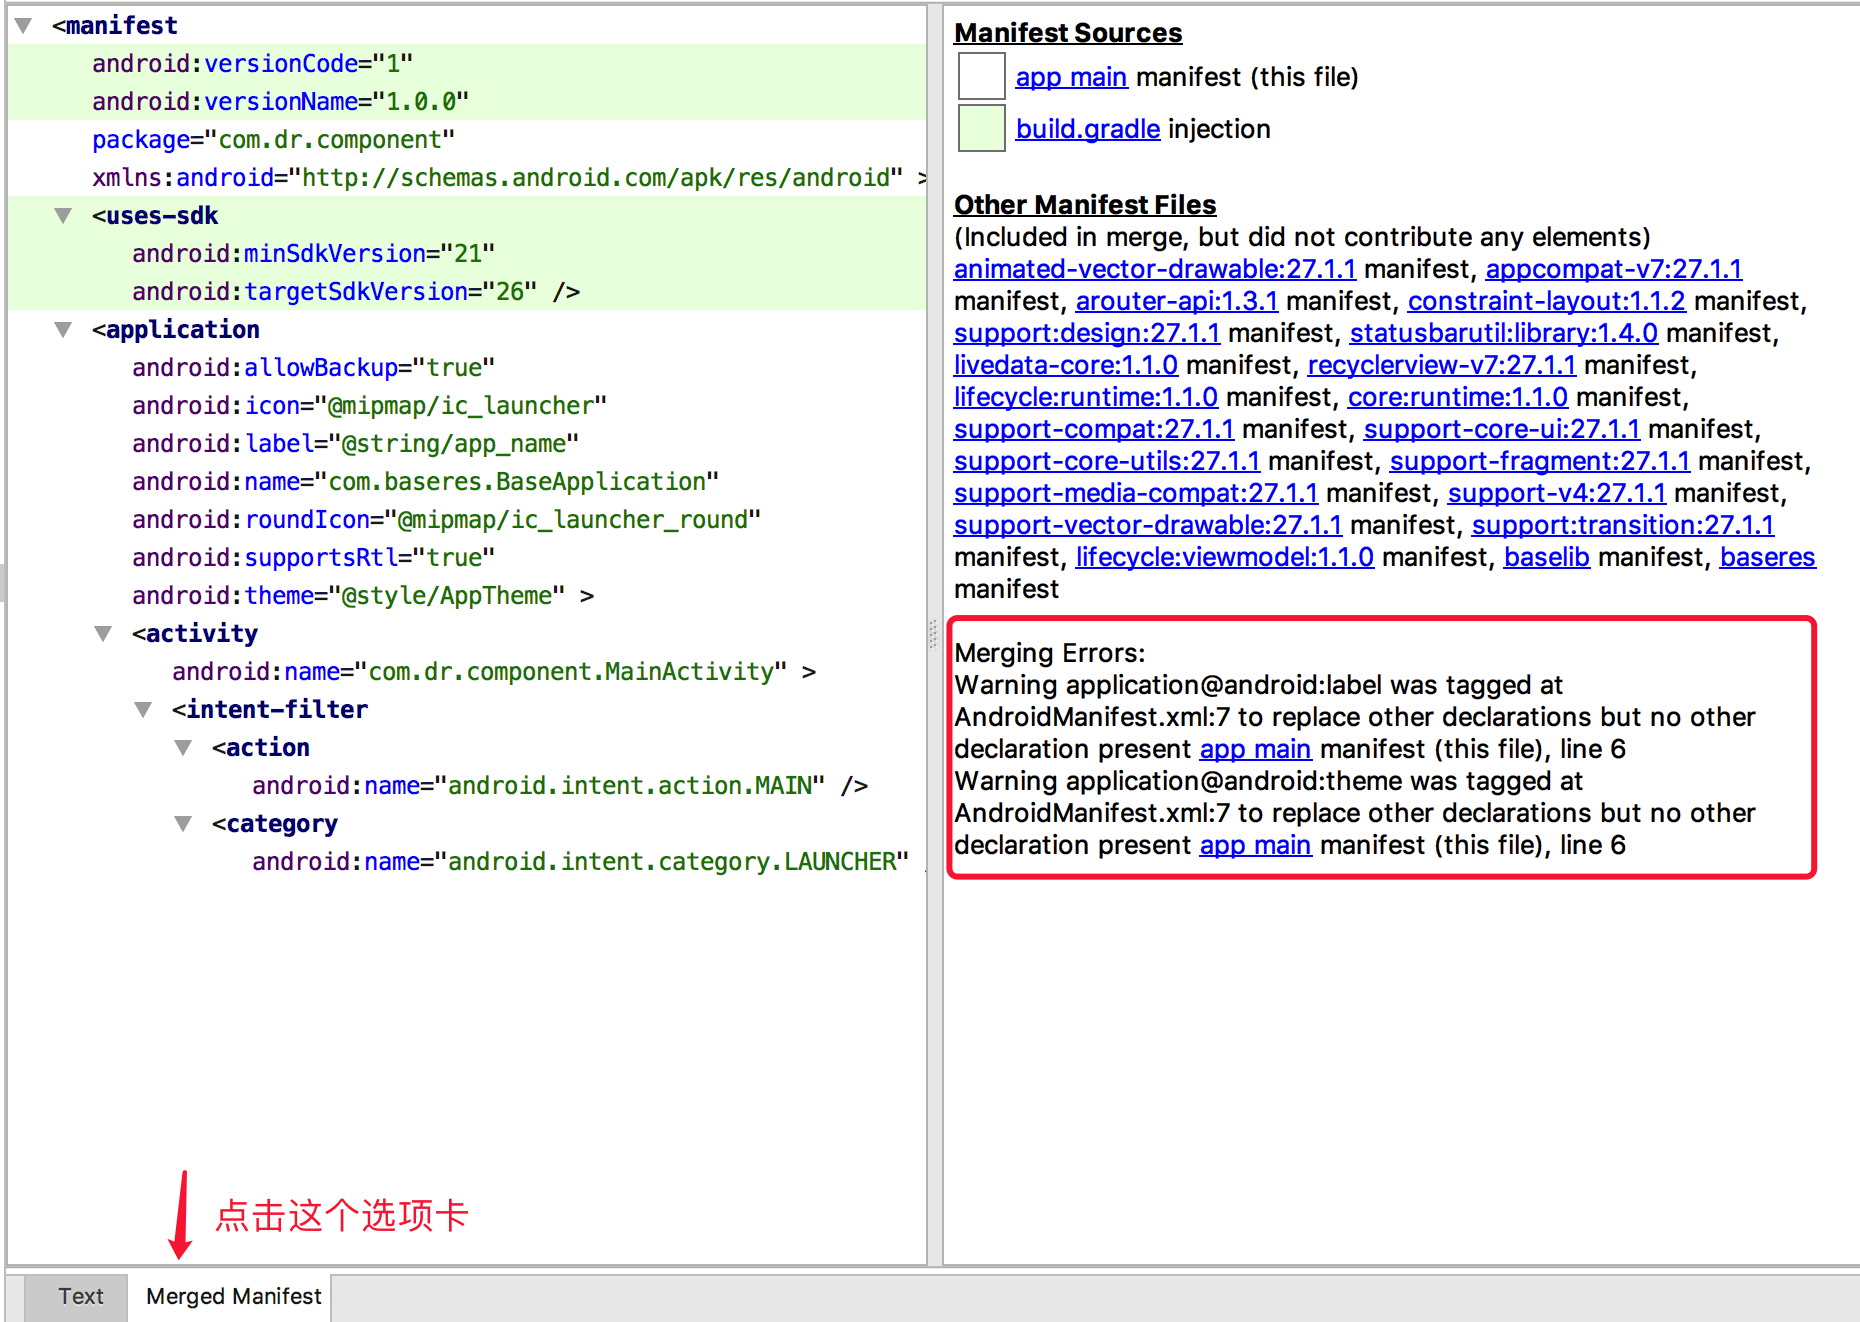 <manifest
android:versionCode="1"
android:versionName="1.0.0"
package="com.dr.component"
xmlns:android="http://schemas.android.com/apk/res/android" >
<uses-sdk
android:minSdkVersion="21"
android:targetSdkVersion="26" />
<application
android:allowBackup="true"
android:icon="@mipmap/ic_launcher"
android:label="@string/app_name"
android:name="com.baseres.BaseApplication"
android:roundIcon="@mipmap/ic_launcher_round"
android:supportsRtl="true"
android:theme="@style/AppTheme" >
<activity
android:name="com.dr.component.MainActivity" >
<intent-filter
<action
android:name="android.intent.action.MAIN" />
<category
android:name="android.intent.category.LAUNCHER"
点击这个选项卡
Text
Merged Manifest
Manifest Sources
app main manifest (this file)
build.gradle injection
Other Manifest Files
(Included in merge, but did not contribute any elements)
animated-vector-drawable:27.1.1 manifest, appcompat-v7:27.1.1
manifest, arouter-api:1.3.1 manifest, constraint-layout:1.1.2 manifest,
support:design:27.1.1 manifest, statusbarutil:library:1.4.0 manifest,
livedata-core:1.1.0 manifest, recyclerview-v7:27.1.1 manifest,
lifecycle:runtime:1.1.0 manifest, core:runtime:1.1.0 manifest,
support-compat:27.1.1 manifest, support-core-ui:27.1.1 manifest,
support-core-utils:27.1.1 manifest, support-fragment:27.1.1 manifest,
support-media-compat:27.1.1 manifest, support-v4:27.1.1 manifest,
support-vector-drawable:27.1.1 manifest, support:transition:27.1.1
manifest, lifecycle:viewmodel:1.1.0 manifest, baselib manifest, baseres
manifest
Merging Errors:
Warning application@android:label was tagged at
AndroidManifest.xml:7 to replace other declarations but no other
declaration present app main manifest (this file), line 6
Warning application@android:theme was tagged at
AndroidManifest.xml:7 to replace other declarations but no other
declaration present app main manifest (this file), line 6